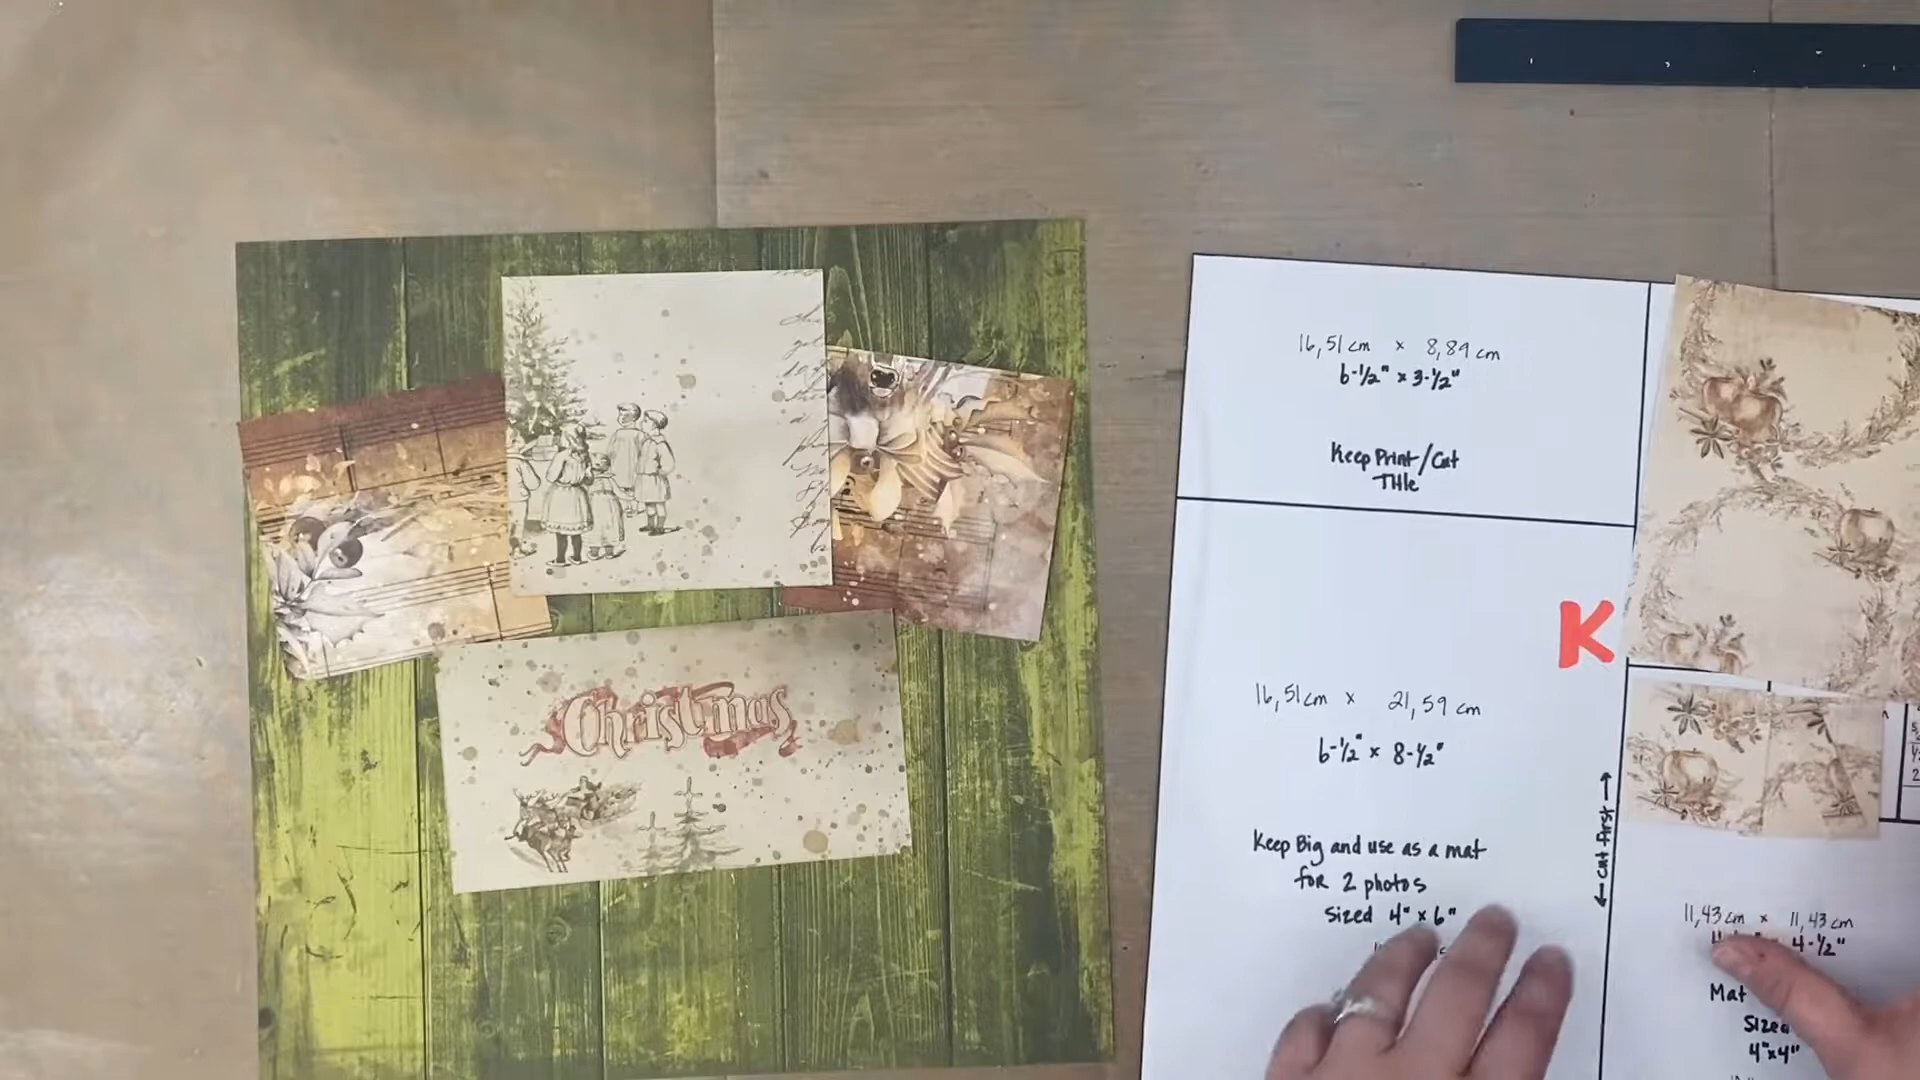 Christmas
16,51 cm x 8,89 cm
6-1/2" x 3-1/2"
Keep Print/Cut
Title
K
16,51 cm x 21,59 cm
6-1/2" x 8-1/2"
Keep Big and use as a mat
for 2 photos
Sized 4" x 6"
← Cut first →
11,43 cm x 11,43 cm
4-1/2"
Mat
Sized
4"x4"